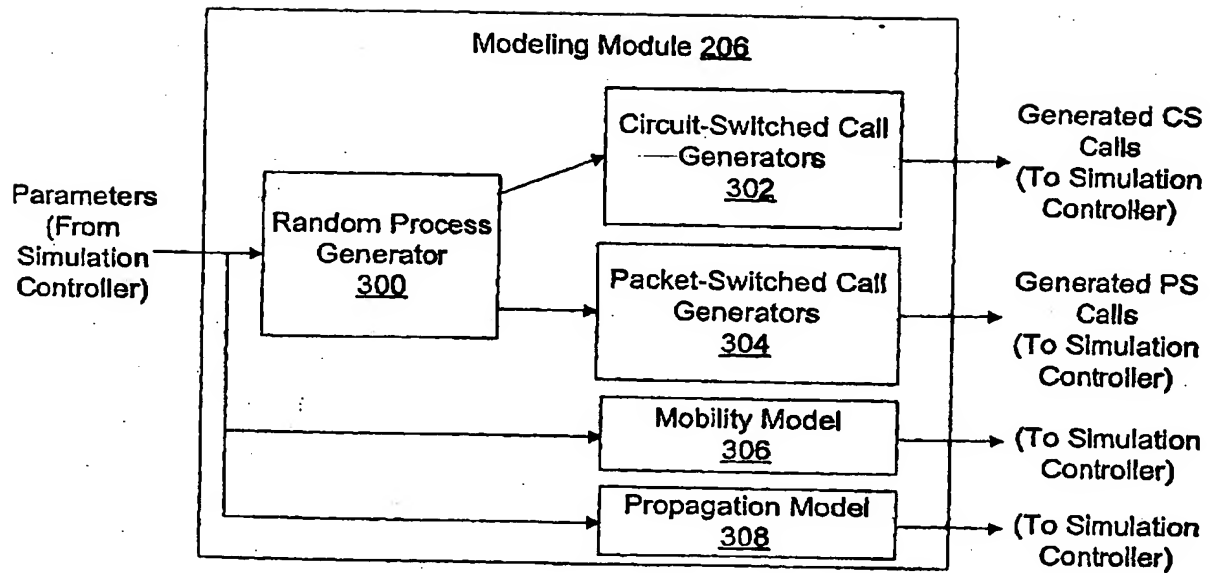 Modeling Module 206
Parameters
(From
Simulation
Controller)
Random Process
Generator
300
Circuit-Switched Call
Generators
302
Generated CS
Calls
(To Simulation
Controller)
Packet-Switched Call
Generators
304
Generated PS
Calls
(To Simulation
Controller)
Mobility Model
306
(To Simulation
Controller)
Propagation Model
308
(To Simulation
Controller)